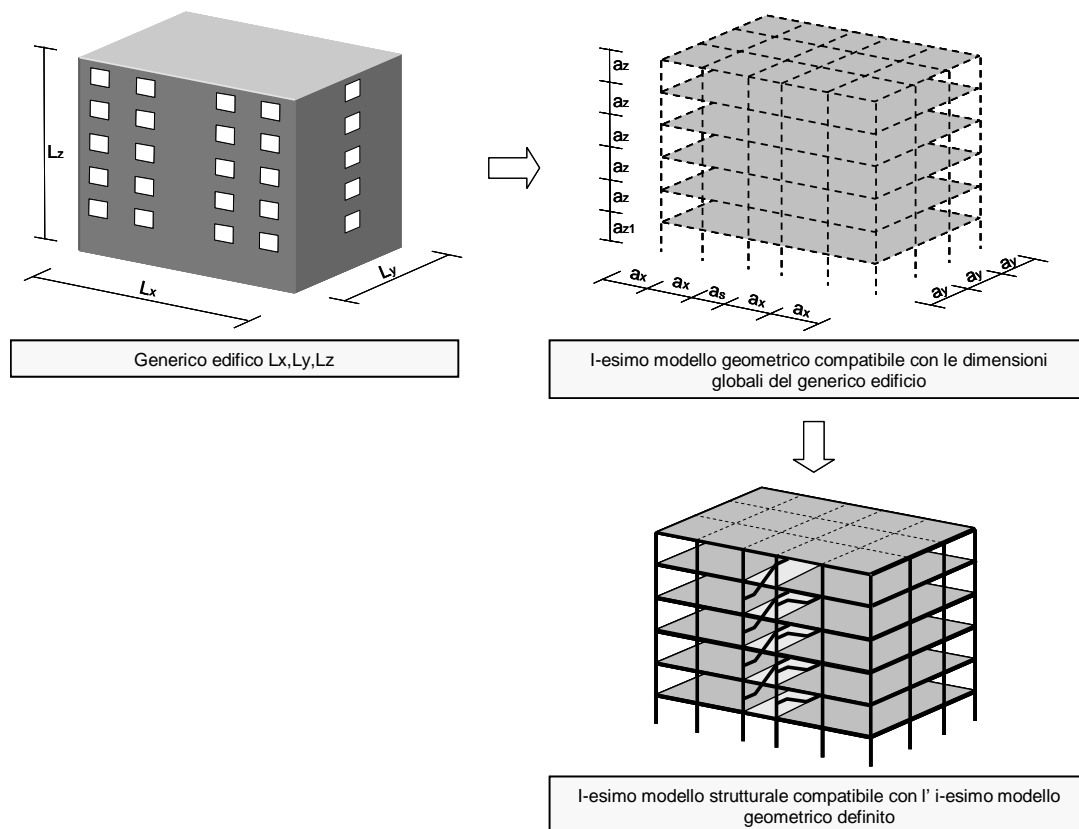 Lz
Lx
Ly
Generico edifico Lx,Ly,Lz
az
az
az
az
az
az1
ax
ax
as
ax
ax
ay
ay
ay
I-esimo modello geometrico compatibile con le dimensioni
globali del generico edificio
I-esimo modello strutturale compatibile con l' i-esimo modello
geometrico definito